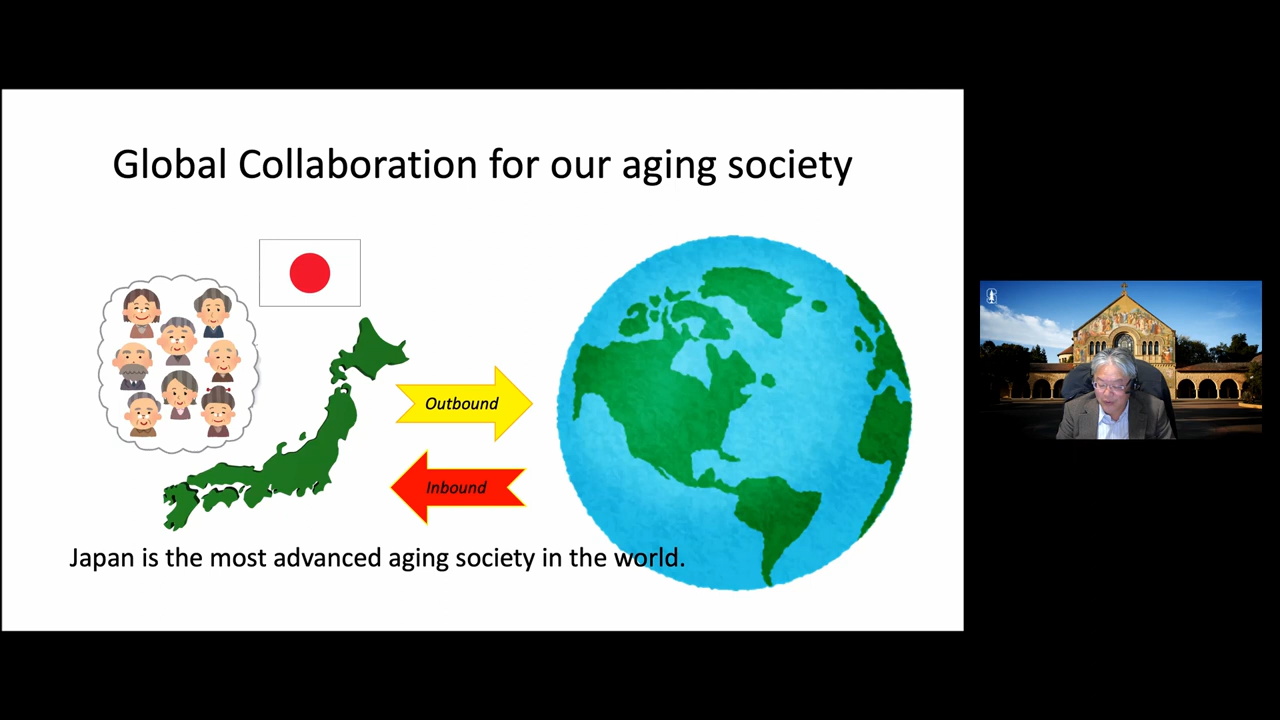 Global Collaboration for our aging society
Outbound
Inbound
Japan is the most advanced aging society in the world.